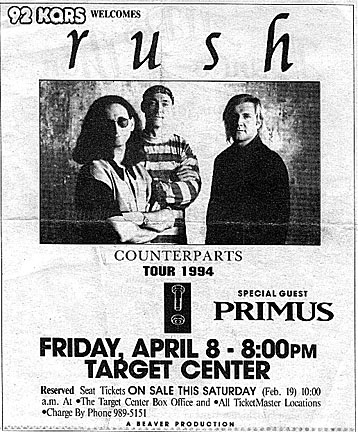 92 KQRS WELCOMES
rush
COUNTERPARTS
TOUR 1994
SPECIAL GUEST
PRIMUS
FRIDAY, APRIL 8 - 8:00PM
TARGET CENTER
Reserved Seat Tickets ON SALE THIS SATURDAY (Feb. 19) 10:00
a.m. At •The Target Center Box Office and •All TicketMaster Locations
•Charge By Phone 989-5151
A BEAVER PRODUCTION